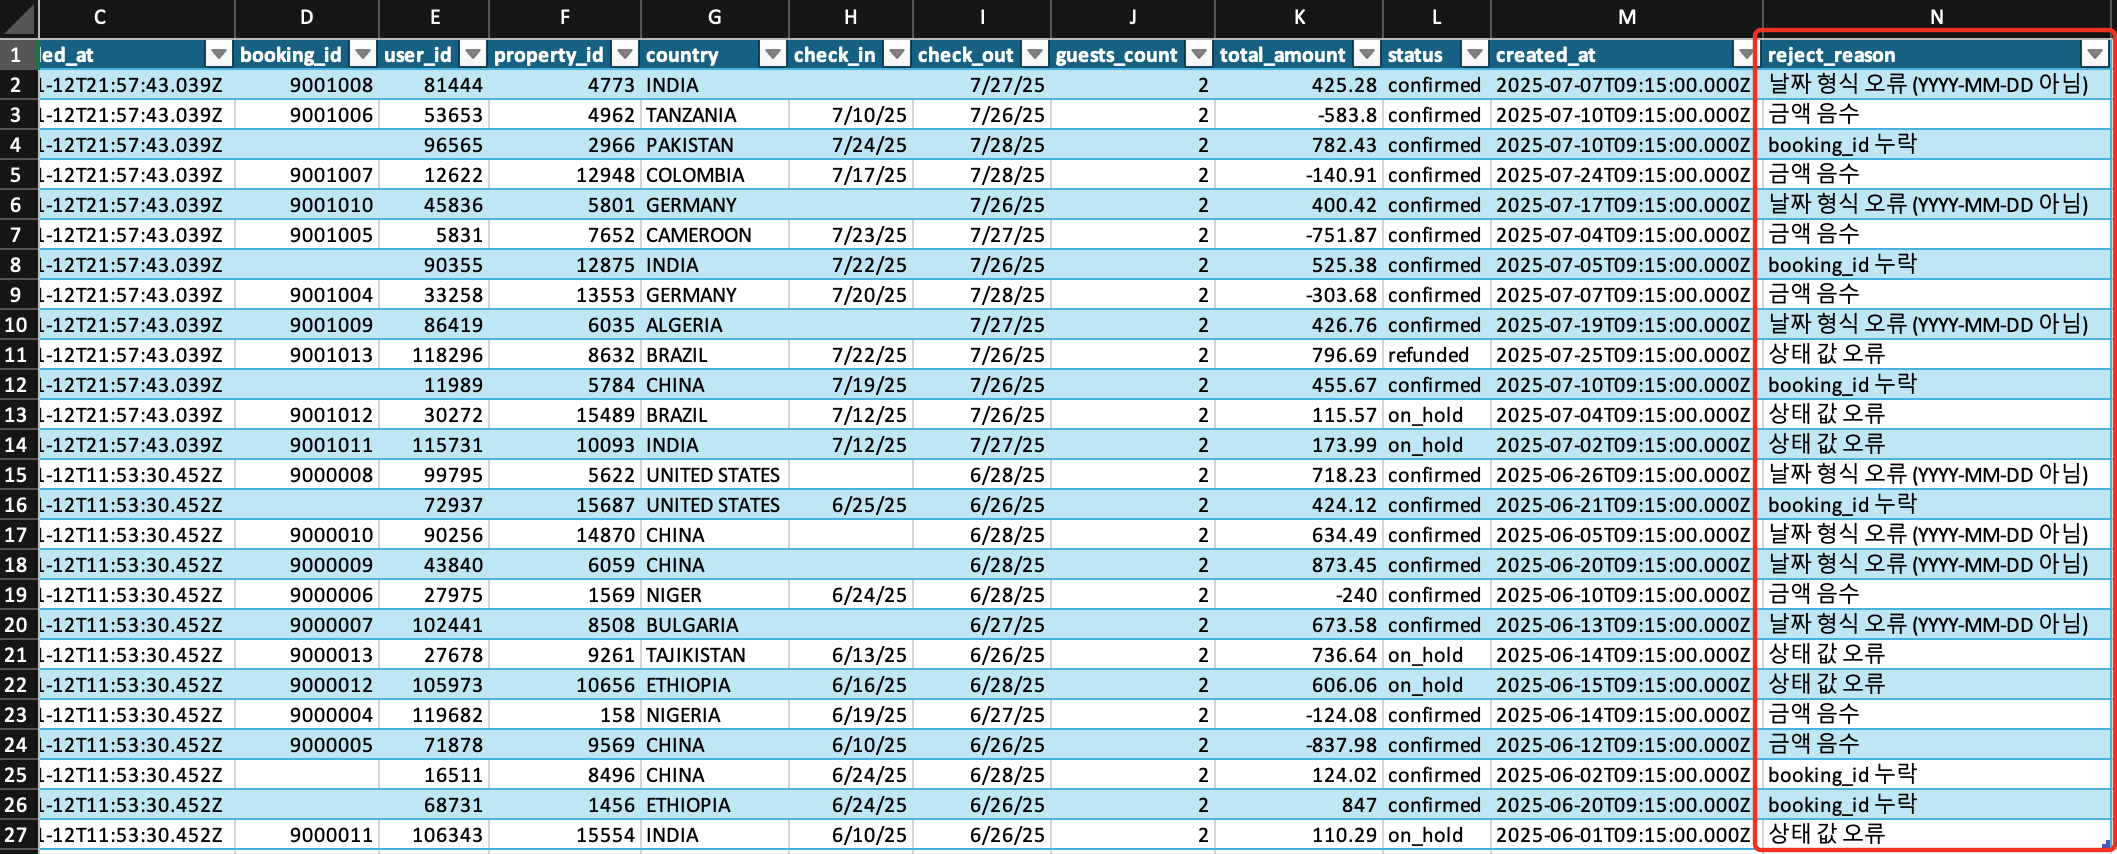 C D E F G H I J K L M N
1 led_at booking_id user_id property_id country check_in check_out guests_count total_amount status created_at reject_reason
2 1-12T21:57:43.039Z 9001008 81444 4773 INDIA 7/27/25 2 425.28 confirmed 2025-07-07T09:15:00.000Z 날짜 형식 오류 (YYYY-MM-DD 아님)
3 1-12T21:57:43.039Z 9001006 53653 4962 TANZANIA 7/10/25 7/26/25 2 -583.8 confirmed 2025-07-10T09:15:00.000Z 금액 음수
4 1-12T21:57:43.039Z 96565 2966 PAKISTAN 7/24/25 7/28/25 2 782.43 confirmed 2025-07-10T09:15:00.000Z booking_id 누락
5 1-12T21:57:43.039Z 9001007 12622 12948 COLOMBIA 7/17/25 7/28/25 2 -140.91 confirmed 2025-07-24T09:15:00.000Z 금액 음수
6 1-12T21:57:43.039Z 9001010 45836 5801 GERMANY 7/26/25 2 400.42 confirmed 2025-07-17T09:15:00.000Z 날짜 형식 오류 (YYYY-MM-DD 아님)
7 1-12T21:57:43.039Z 9001005 5831 7652 CAMEROON 7/23/25 7/27/25 2 -751.87 confirmed 2025-07-04T09:15:00.000Z 금액 음수
8 1-12T21:57:43.039Z 90355 12875 INDIA 7/22/25 7/26/25 2 525.38 confirmed 2025-07-05T09:15:00.000Z booking_id 누락
9 1-12T21:57:43.039Z 9001004 33258 13553 GERMANY 7/20/25 7/28/25 2 -303.68 confirmed 2025-07-07T09:15:00.000Z 금액 음수
10 1-12T21:57:43.039Z 9001009 86419 6035 ALGERIA 7/27/25 2 426.76 confirmed 2025-07-19T09:15:00.000Z 날짜 형식 오류 (YYYY-MM-DD 아님)
11 1-12T21:57:43.039Z 9001013 118296 8632 BRAZIL 7/22/25 7/26/25 2 796.69 refunded 2025-07-25T09:15:00.000Z 상태 값 오류
12 1-12T21:57:43.039Z 11989 5784 CHINA 7/19/25 7/26/25 2 455.67 confirmed 2025-07-10T09:15:00.000Z booking_id 누락
13 1-12T21:57:43.039Z 9001012 30272 15489 BRAZIL 7/12/25 7/26/25 2 115.57 on_hold 2025-07-04T09:15:00.000Z 상태 값 오류
14 1-12T21:57:43.039Z 9001011 115731 10093 INDIA 7/12/25 7/27/25 2 173.99 on_hold 2025-07-02T09:15:00.000Z 상태 값 오류
15 1-12T11:53:30.452Z 9000008 99795 5622 UNITED STATES 6/28/25 2 718.23 confirmed 2025-06-26T09:15:00.000Z 날짜 형식 오류 (YYYY-MM-DD 아님)
16 1-12T11:53:30.452Z 72937 15687 UNITED STATES 6/25/25 6/26/25 2 424.12 confirmed 2025-06-21T09:15:00.000Z booking_id 누락
17 1-12T11:53:30.452Z 9000010 90256 14870 CHINA 6/28/25 2 634.49 confirmed 2025-06-05T09:15:00.000Z 날짜 형식 오류 (YYYY-MM-DD 아님)
18 1-12T11:53:30.452Z 9000009 43840 6059 CHINA 6/28/25 2 873.45 confirmed 2025-06-20T09:15:00.000Z 날짜 형식 오류 (YYYY-MM-DD 아님)
19 1-12T11:53:30.452Z 9000006 27975 1569 NIGER 6/24/25 6/28/25 2 -240 confirmed 2025-06-10T09:15:00.000Z 금액 음수
20 1-12T11:53:30.452Z 9000007 102441 8508 BULGARIA 6/27/25 2 673.58 confirmed 2025-06-13T09:15:00.000Z 날짜 형식 오류 (YYYY-MM-DD 아님)
21 1-12T11:53:30.452Z 9000013 27678 9261 TAJIKISTAN 6/13/25 6/26/25 2 736.64 on_hold 2025-06-14T09:15:00.000Z 상태 값 오류
22 1-12T11:53:30.452Z 9000012 105973 10656 ETHIOPIA 6/16/25 6/28/25 2 606.06 on_hold 2025-06-15T09:15:00.000Z 상태 값 오류
23 1-12T11:53:30.452Z 9000004 119682 158 NIGERIA 6/19/25 6/27/25 2 -124.08 confirmed 2025-06-14T09:15:00.000Z 금액 음수
24 1-12T11:53:30.452Z 9000005 71878 9569 CHINA 6/10/25 6/26/25 2 -837.98 confirmed 2025-06-12T09:15:00.000Z 금액 음수
25 1-12T11:53:30.452Z 16511 8496 CHINA 6/24/25 6/28/25 2 124.02 confirmed 2025-06-02T09:15:00.000Z booking_id 누락
26 1-12T11:53:30.452Z 68731 1456 ETHIOPIA 6/24/25 6/26/25 2 847 confirmed 2025-06-20T09:15:00.000Z booking_id 누락
27 1-12T11:53:30.452Z 9000011 106343 15554 INDIA 6/10/25 6/26/25 2 110.29 on_hold 2025-06-01T09:15:00.000Z 상태 값 오류